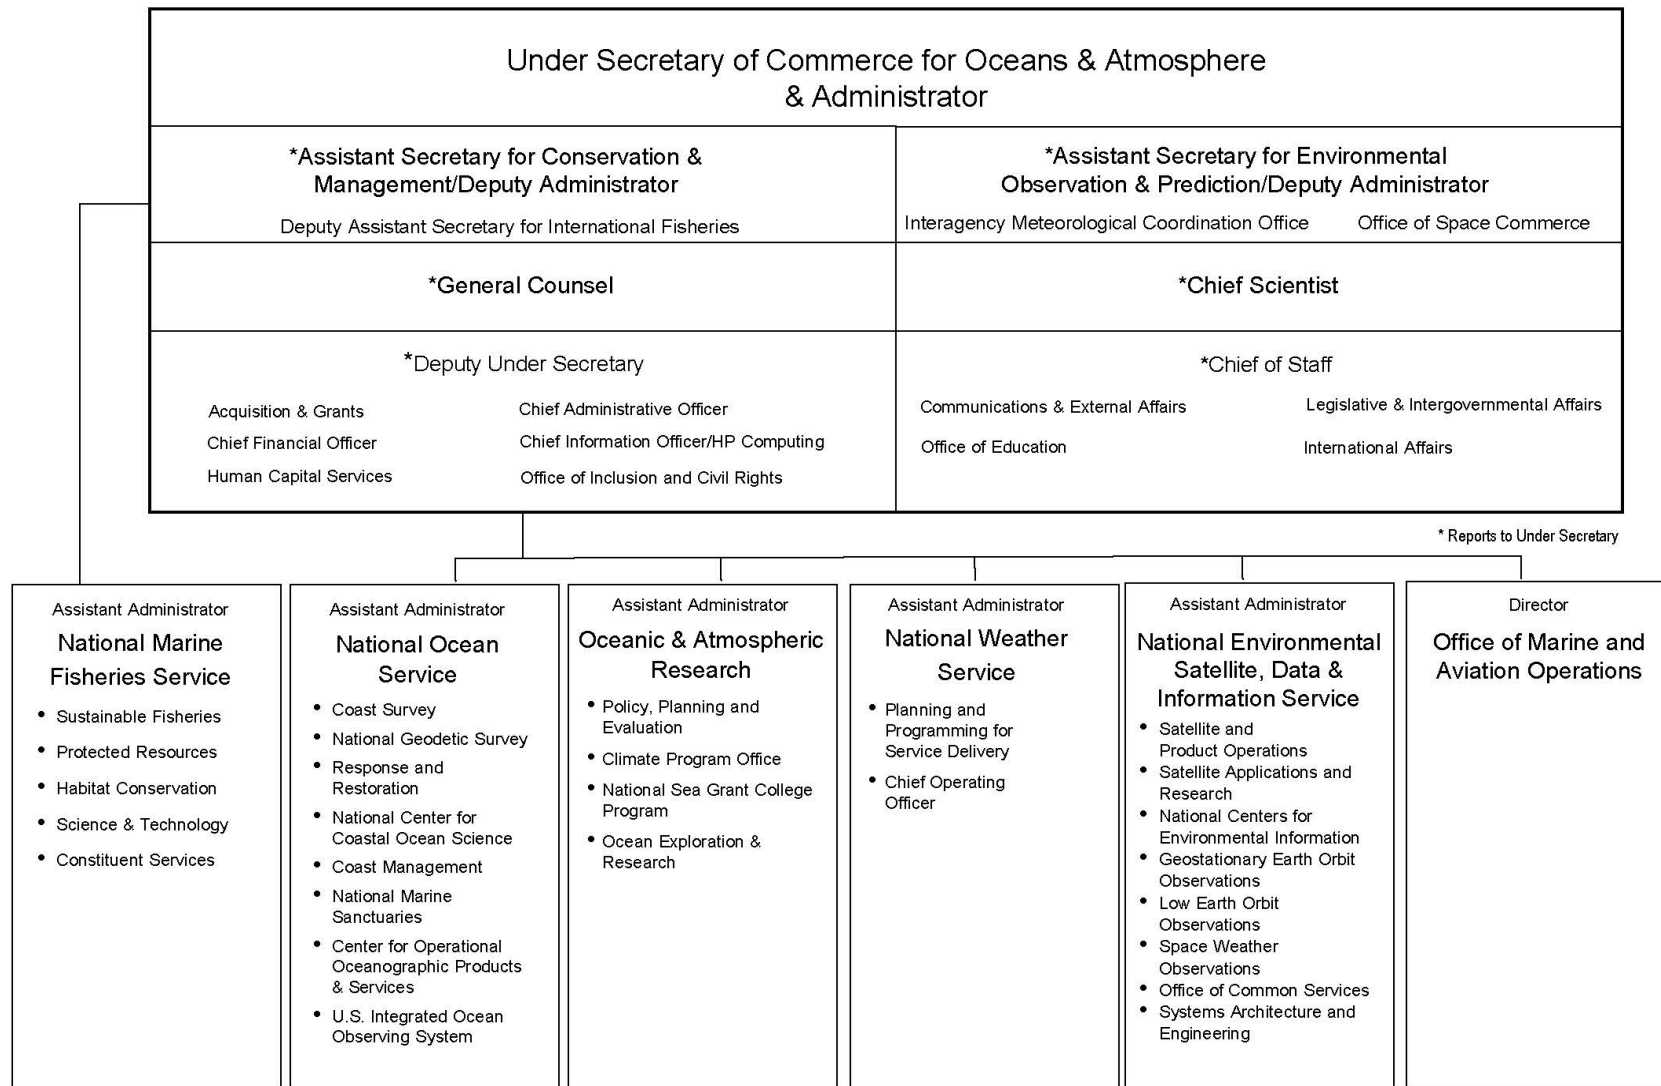 Under Secretary of Commerce for Oceans & Atmosphere
& Administrator
*Assistant Secretary for Conservation &
Management/Deputy Administrator
Deputy Assistant Secretary for International Fisheries
*Assistant Secretary for Environmental
Observation & Prediction/Deputy Administrator
Interagency Meteorological Coordination Office
Office of Space Commerce
*General Counsel
*Chief Scientist
*Deputy Under Secretary
Acquisition & Grants
Chief Administrative Officer
Chief Financial Officer
Chief Information Officer/HP Computing
Human Capital Services
Office of Inclusion and Civil Rights
*Chief of Staff
Communications & External Affairs
Legislative & Intergovernmental Affairs
Office of Education
International Affairs
* Reports to Under Secretary
Assistant Administrator
National Marine
Fisheries Service
• Sustainable Fisheries
• Protected Resources
• Habitat Conservation
• Science & Technology
• Constituent Services
Assistant Administrator
National Ocean
Service
• Coast Survey
• National Geodetic Survey
• Response and
Restoration
• National Center for
Coastal Ocean Science
• Coast Management
• National Marine
Sanctuaries
• Center for Operational
Oceanographic Products
& Services
• U.S. Integrated Ocean
Observing System
Assistant Administrator
Oceanic & Atmospheric
Research
• Policy, Planning and
Evaluation
• Climate Program Office
• National Sea Grant College
Program
• Ocean Exploration &
Research
Assistant Administrator
National Weather
Service
• Planning and
Programming for
Service Delivery
• Chief Operating
Officer
Assistant Administrator
National Environmental
Satellite, Data &
Information Service
• Satellite and
Product Operations
• Satellite Applications and
Research
• National Centers for
Environmental Information
• Geostationary Earth Orbit
Observations
• Low Earth Orbit
Observations
• Space Weather
Observations
• Office of Common Services
• Systems Architecture and
Engineering
Director
Office of Marine and
Aviation Operations